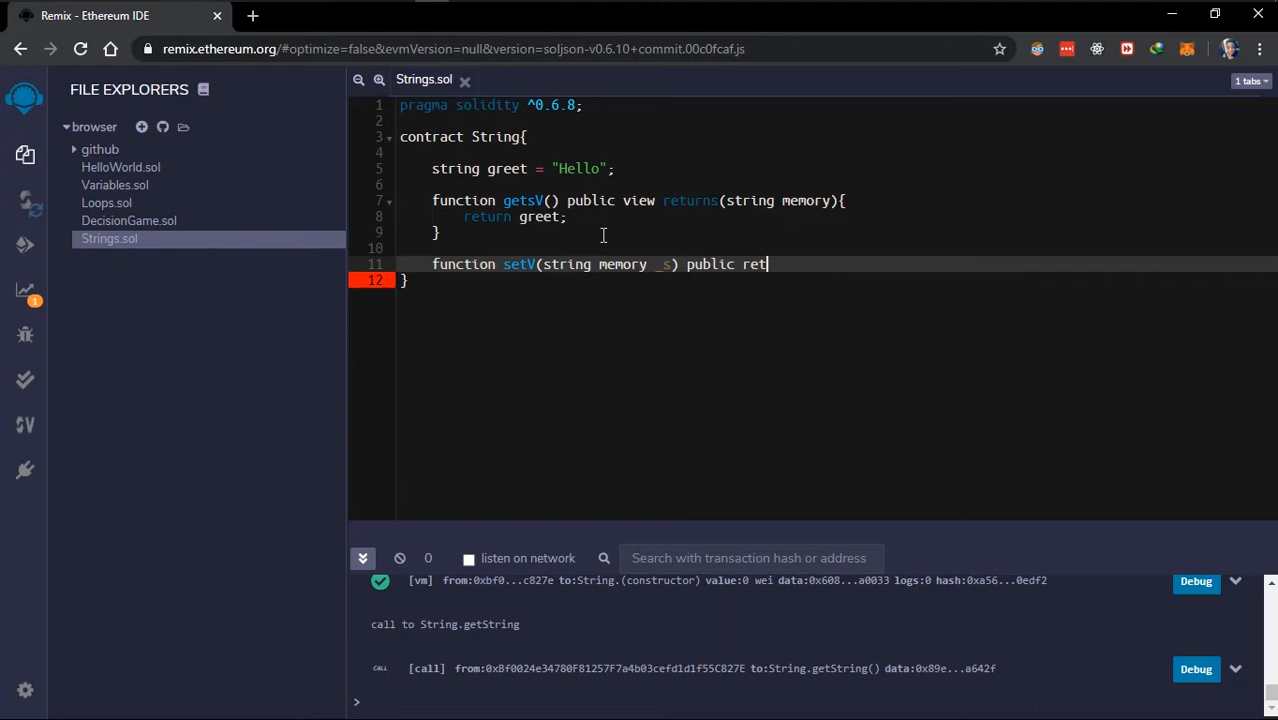 Remix - Ethereum IDE
remix.ethereum.org/#optimize=false&evmVersion=null&version=soljson-v0.6.10+commit.00c0fcaf.js
FILE EXPLORERS
Strings.sol
1 tabs
browser
github
HelloWorld.sol
Variables.sol
Loops.sol
DecisionGame.sol
Strings.sol
1
1 pragma solidity ^0.6.8;
2
3 contract String{
4
5 string greet = "Hello";
6
7 function getsV() public view returns(string memory){
8 return greet;
9 }
10
11 function setV(string memory _s) public ret
12 }
0 listen on network Search with transaction hash or address
[vm] from:0xbf0...c827e to:String.(constructor) value:0 wei data:0x608...a0033 logs:0 hash:0xa56...0edf2 Debug
call to String.getString
CALL [call] from:0xBf0024e34780F81257F7a4b03cefd1d1f55C827E to:String.getString() data:0x89e...a642f Debug
>